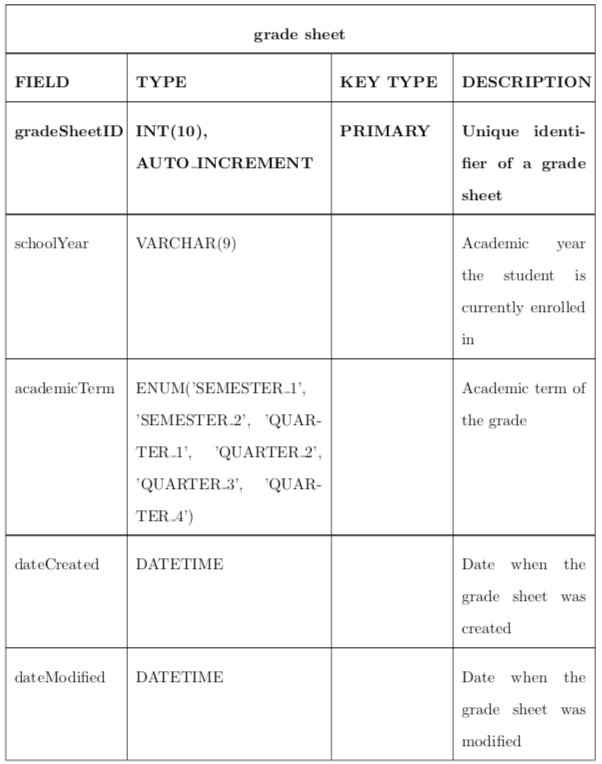 grade sheet
FIELD TYPE KEY TYPE DESCRIPTION
gradeSheetID INT(10), PRIMARY Unique identi-
AUTO_INCREMENT fier of a grade
sheet
schoolYear VARCHAR(9) Academic year
the student is
currently enrolled
in
academicTerm ENUM('SEMESTER_1', Academic term of
'SEMESTER_2', 'QUAR- the grade
TER_1', 'QUARTER_2',
'QUARTER_3', 'QUAR-
TER_4')
dateCreated DATETIME Date when the
grade sheet was
created
dateModified DATETIME Date when the
grade sheet was
modified